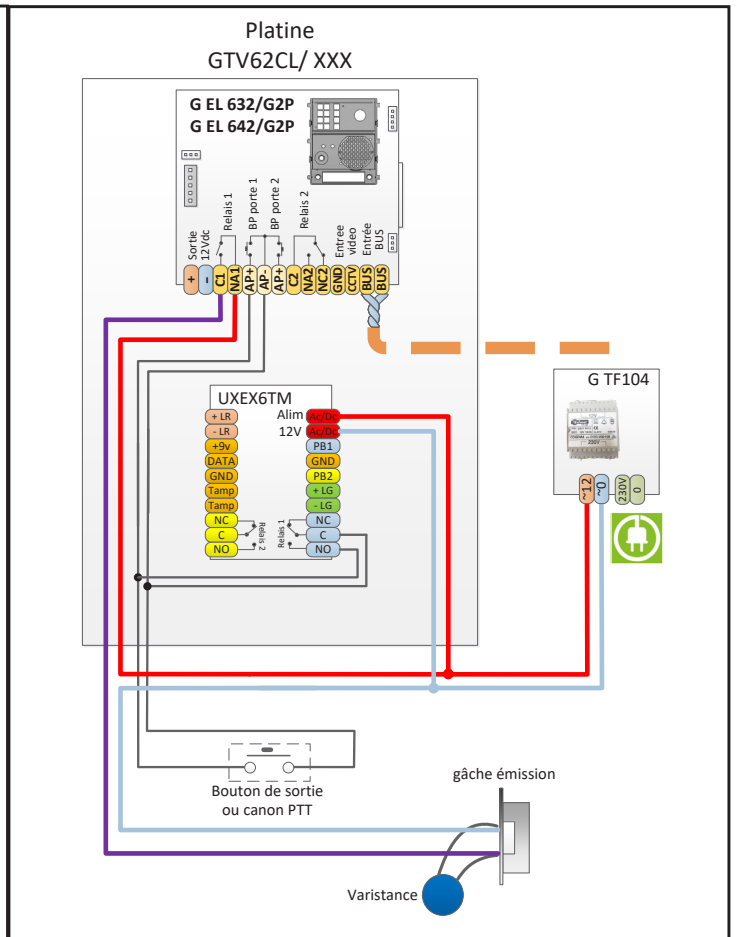 Platine
GTV62CL/ XXX
G EL 632/G2P
G EL 642/G2P
Sortie
12Vdc
Relais 1
BP porte 1
BP porte 2
Relais 2
Entree
video
Entrée
BUS
+
-
C1
NA1
AP+
AP-
AP+
C2
NA2
NC2
GND
CCTV
BUS
BUS
G TF104
~12
~0
230V
0
UXEX6TM
+ LR
- LR
+9v
DATA
GND
Tamp
Tamp
NC
C
NO
Relais 2
Alim
12V
Ac/Dc
Ac/Dc
PB1
GND
PB2
+ LG
- LG
NC
C
NO
Relais 1
Bouton de sortie
ou canon PTT
gâche émission
Varistance